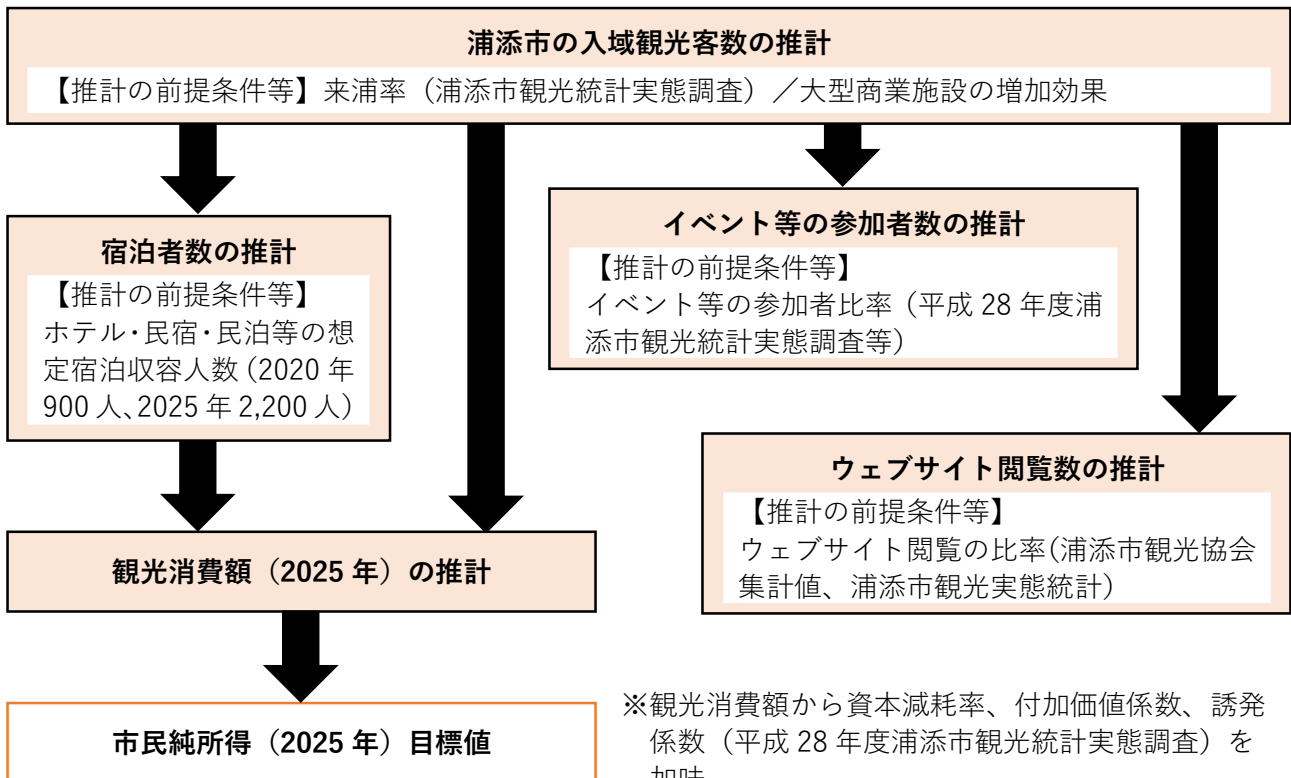 浦添市の入域観光客数の推計
【推計の前提条件等】来浦率（浦添市観光統計実態調査）／大型商業施設の増加効果
宿泊者数の推計
【推計の前提条件等】
ホテル・民宿・民泊等の想
定宿泊収容人数（2020 年
900 人、2025 年 2,200 人）
イベント等の参加者数の推計
【推計の前提条件等】
イベント等の参加者比率（平成 28 年度浦
添市観光統計実態調査等）
ウェブサイト閲覧数の推計
【推計の前提条件等】
ウェブサイト閲覧の比率（浦添市観光協会
集計値、浦添市観光実態統計）
観光消費額（2025 年）の推計
市民純所得（2025 年）目標値
※観光消費額から資本減耗率、付加価値係数、誘発
係数（平成 28 年度浦添市観光統計実態調査）を
加味